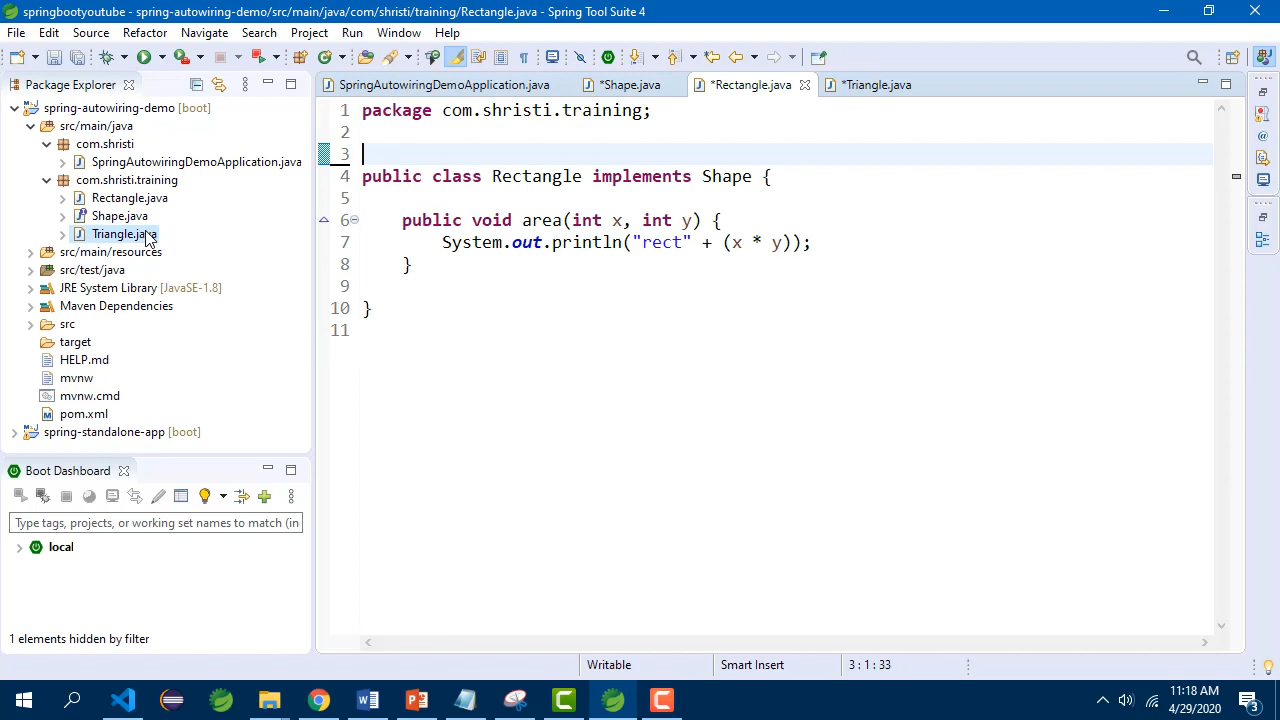 springbootyoutube - spring-autowiring-demo/src/main/java/com/shristi/training/Rectangle.java - Spring Tool Suite 4
File Edit Source Refactor Navigate Search Project Run Window Help
Package Explorer
spring-autowiring-demo [boot]
src/main/java
com.shristi
SpringAutowiringDemoApplication.java
com.shristi.training
Rectangle.java
Shape.java
Triangle.java
src/main/resources
src/test/java
JRE System Library [JavaSE-1.8]
Maven Dependencies
src
target
HELP.md
mvnw
mvnw.cmd
pom.xml
spring-standalone-app [boot]
Boot Dashboard
Type tags, projects, or working set names to match (in
local
1 elements hidden by filter
SpringAutowiringDemoApplication.java *Shape.java *Rectangle.java *Triangle.java
1 package com.shristi.training;
2
3
4 public class Rectangle implements Shape {
5
6 public void area(int x, int y) {
7 System.out.println("rect" + (x * y));
8 }
9
10 }
11
Writable Smart Insert 3 : 1 : 33
11:18 AM
4/29/2020
3